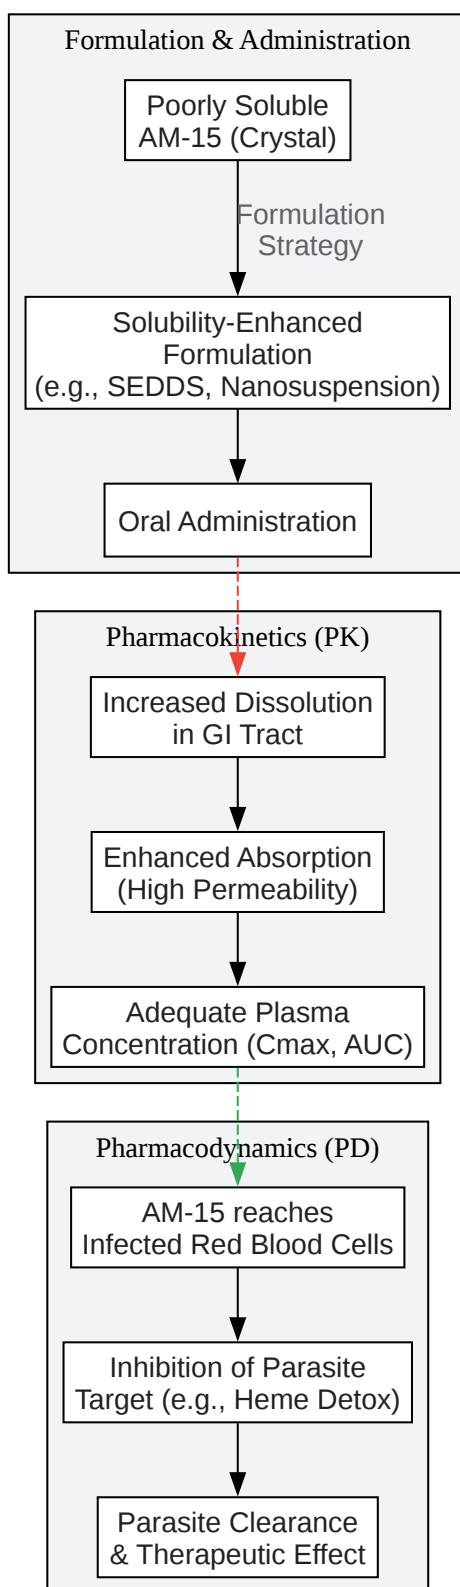 Formulation & Administration
Poorly Soluble
AM-15 (Crystal)
Formulation
Strategy
Solubility-Enhanced
Formulation
(e.g., SEDDS, Nanosuspension)
Oral Administration
Pharmacokinetics (PK)
Increased Dissolution
in GI Tract
Enhanced Absorption
(High Permeability)
Adequate Plasma
Concentration (Cmax, AUC)
Pharmacodynamics (PD)
AM-15 reaches
Infected Red Blood Cells
Inhibition of Parasite
Target (e.g., Heme Detox)
Parasite Clearance
& Therapeutic Effect